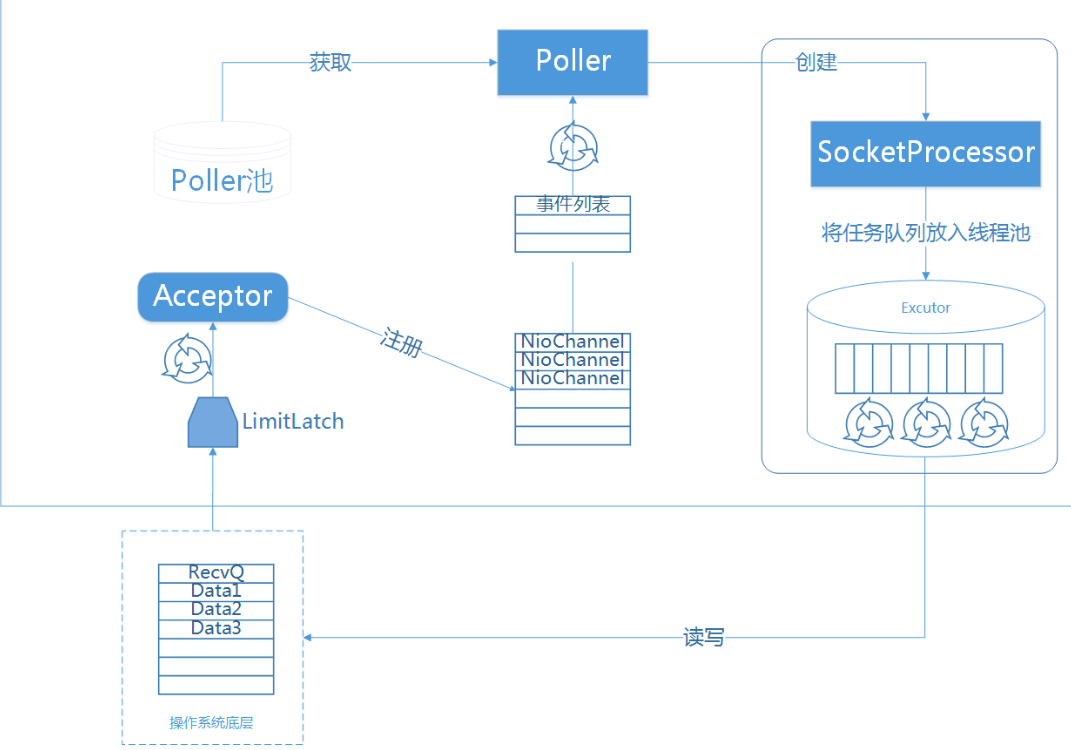 获取
Poller
创建
SocketProcessor
Poller池
事件列表
将任务队列放入线程池
Acceptor
Excutor
注册
NioChannel
NioChannel
NioChannel
LimitLatch
RecvQ
Data1
Data2
Data3
读写
操作系统底层